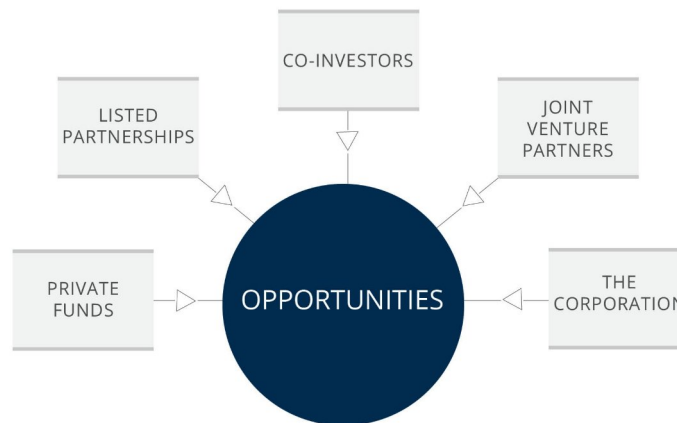 CO-INVESTORS
LISTED
PARTNERSHIPS
JOINT
VENTURE
PARTNERS
PRIVATE
FUNDS
OPPORTUNITIES
THE
CORPORATION